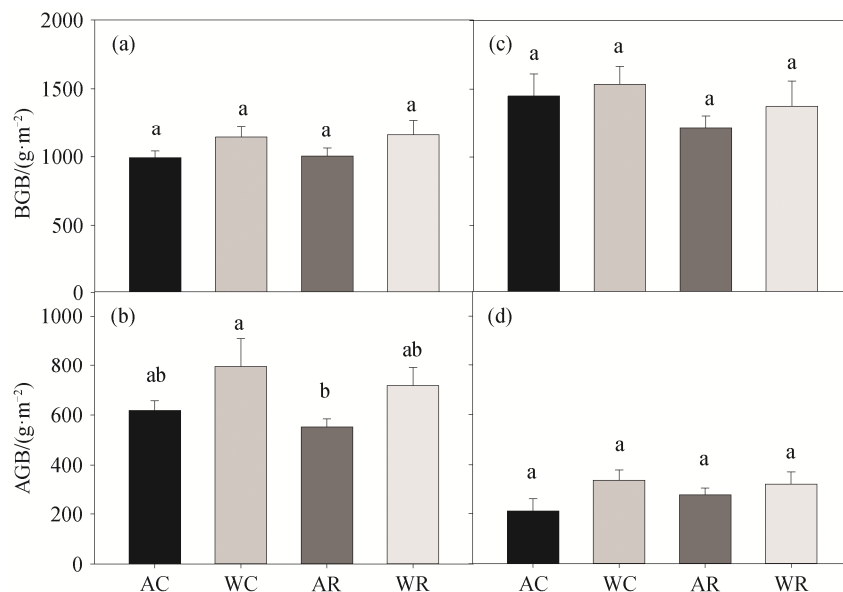 2000
(a)
(c)
a
a
a
a
a
a
a
a
1500
1000
500
0
BGB/(g·m⁻²)
1000
(b)
(d)
a
ab
ab
b
a
a
a
a
800
600
400
200
0
AGB/(g·m⁻²)
AC WC AR WR AC WC AR WR